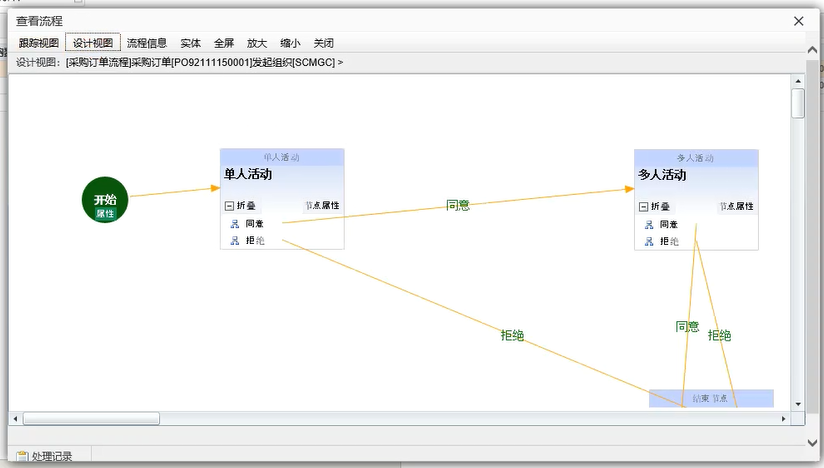 查看流程
跟踪视图 设计视图 流程信息 实体 全屏 放大 缩小 关闭
设计视图: [采购订单流程]采购订单[PO92111150001]发起组织[SCMGC] >
单人活动
单人活动
折叠 节点属性
同意
拒绝
开始
属性
同意
多人活动
多人活动
折叠 节点属性
同意
拒绝
拒绝
同意
拒绝
结束 节点
处理记录